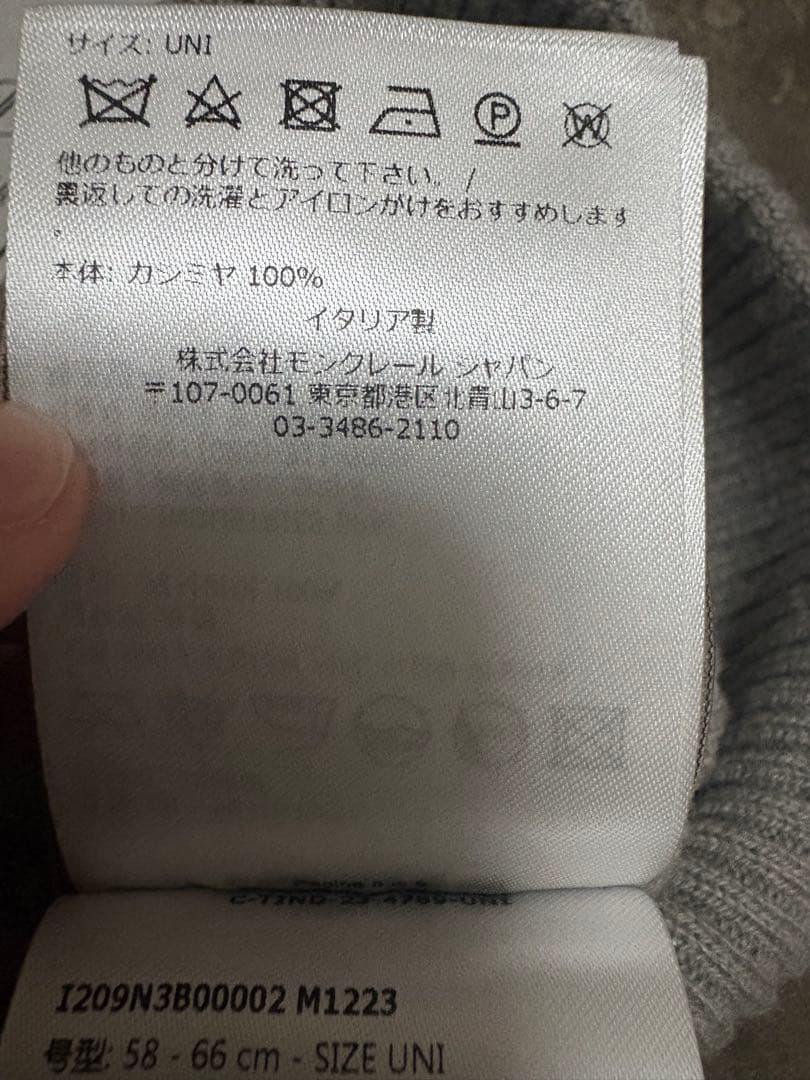 サイズ: UNI
P
W
他のものと分けて洗って下さい。/
裏返しての洗濯とアイロンがけをおすすめします
。
本体: カシミヤ 100%
イタリア製
株式会社モンクレール ジャパン
〒107-0061 東京都港区北青山3-6-7
03-3486-2110
I209N3B00002 M1223
号型: 58 - 66 cm - SIZE UNI